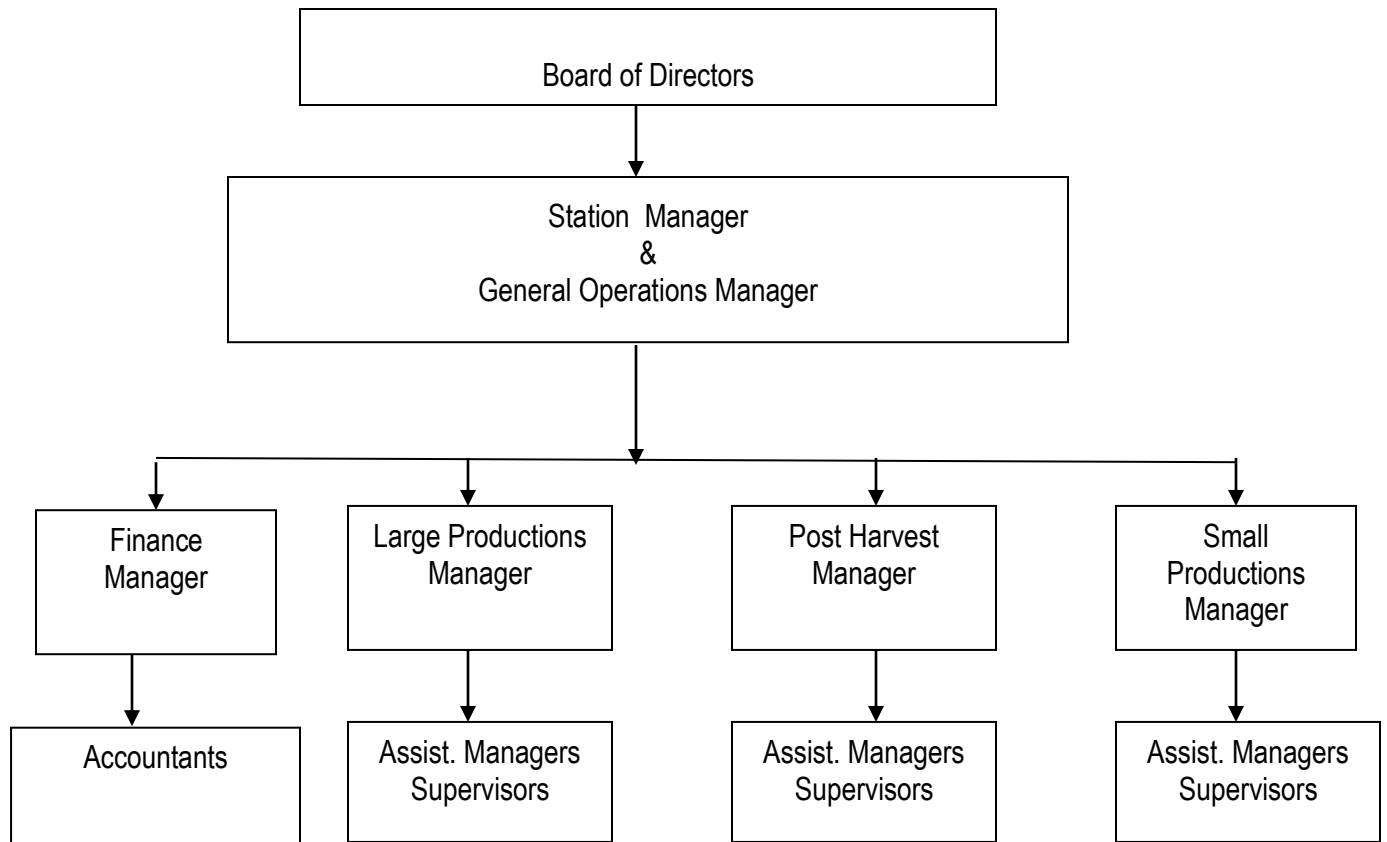 Board of Directors
Station Manager
&
General Operations Manager
Finance
Manager
Large Productions
Manager
Post Harvest
Manager
Small
Productions
Manager
Accountants
Assist. Managers
Supervisors
Assist. Managers
Supervisors
Assist. Managers
Supervisors